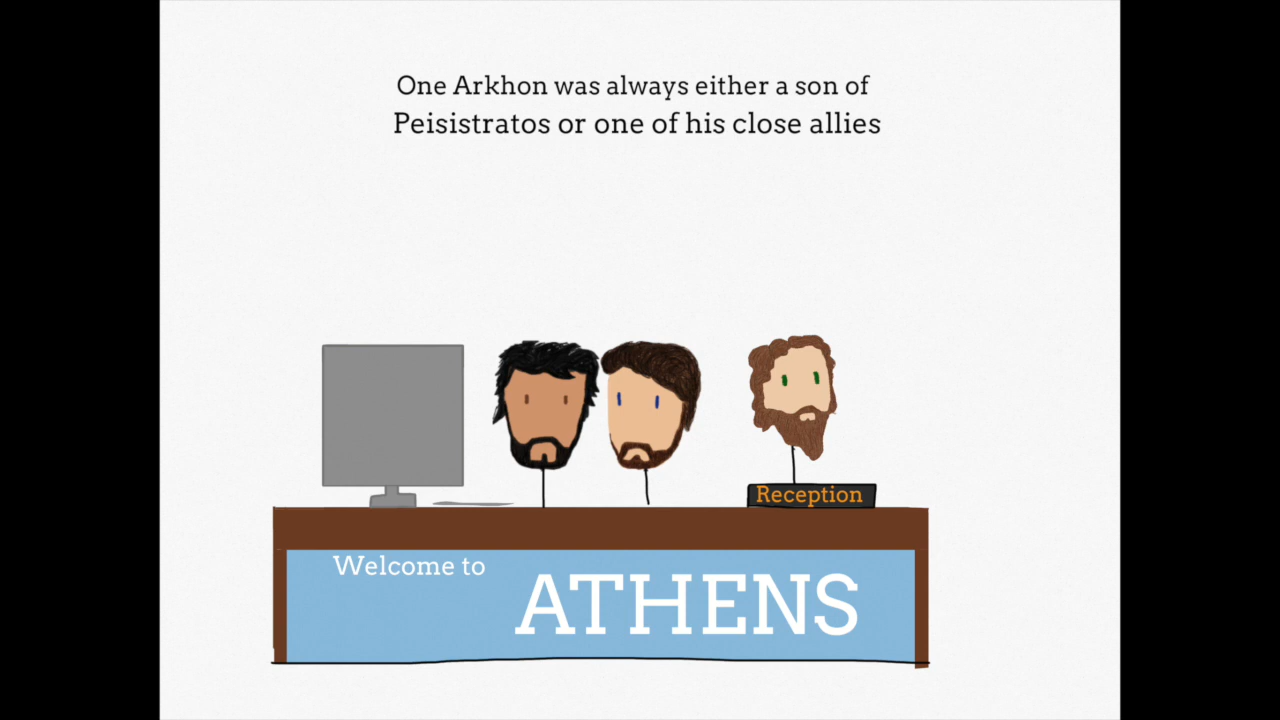 One Arkhon was always either a son of
Peisistratos or one of his close allies
Reception
Welcome to
ATHENS